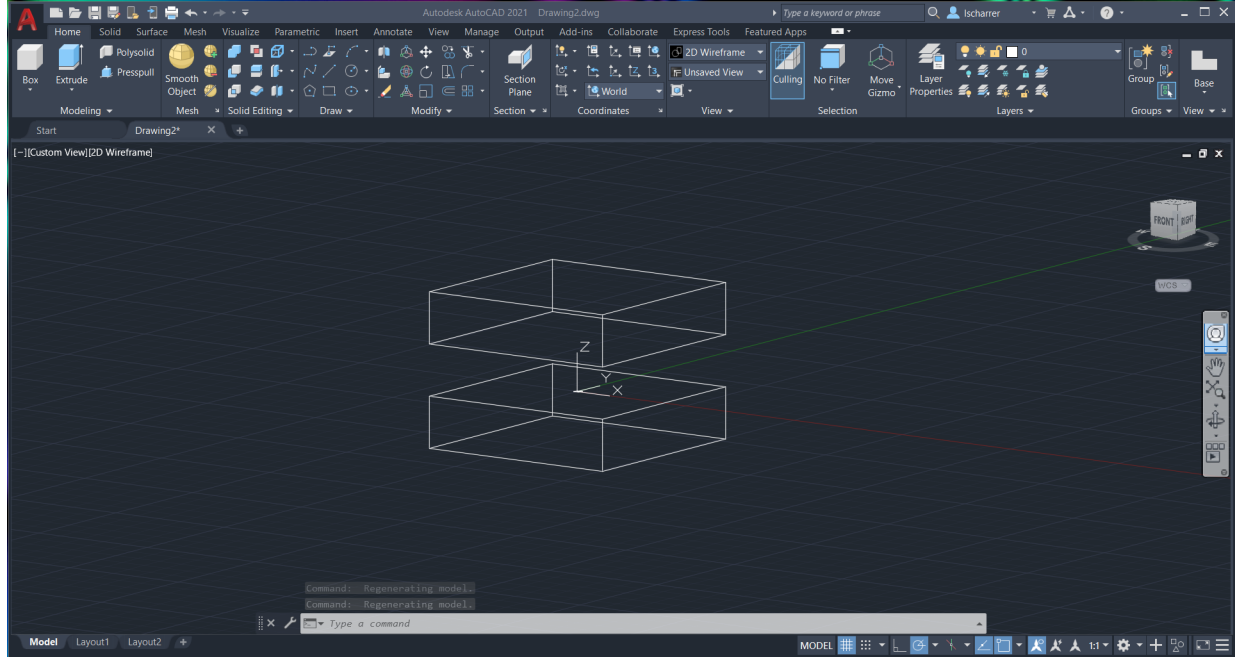 Autodesk AutoCAD 2021 Drawing2.dwg
Type a keyword or phrase
lscharrer
Home Solid Surface Mesh Visualize Parametric Insert Annotate View Manage Output Add-ins Collaborate Express Tools Featured Apps
Polysolid
2D Wireframe
0
Presspull
Unsaved View
Box Extrude Smooth Object
Section Plane
World
Culling No Filter Move Gizmo Layer Properties
Group
Base
Modeling Mesh Solid Editing Draw Modify Section Coordinates View Selection Layers Groups View
Start Drawing2* X +
[−][Custom View][2D Wireframe]
FRONT RIGHT
S E
WCS
Z
Y
X
Command: Regenerating model.
Command: Regenerating model.
Type a command
Model Layout1 Layout2 +
MODEL 1:1